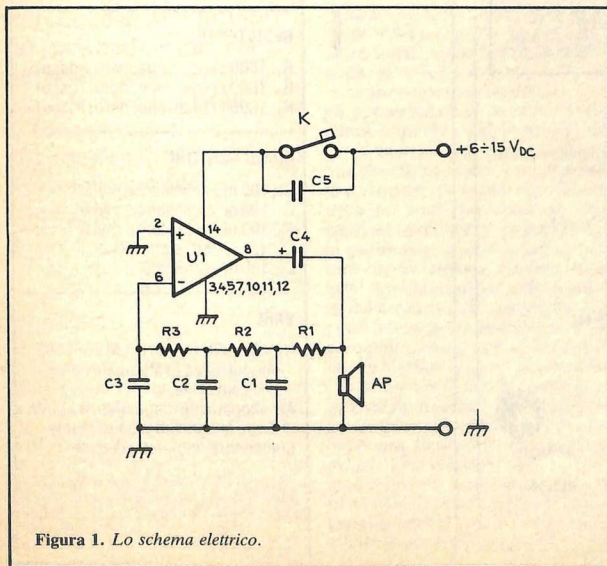 K
+6÷15 VDC
C5
2
14
+
U1
8
+
C4
6
−
3,4,5,7,10,11,12
R3
R2
R1
C3
C2
C1
AP
Figura 1. Lo schema elettrico.